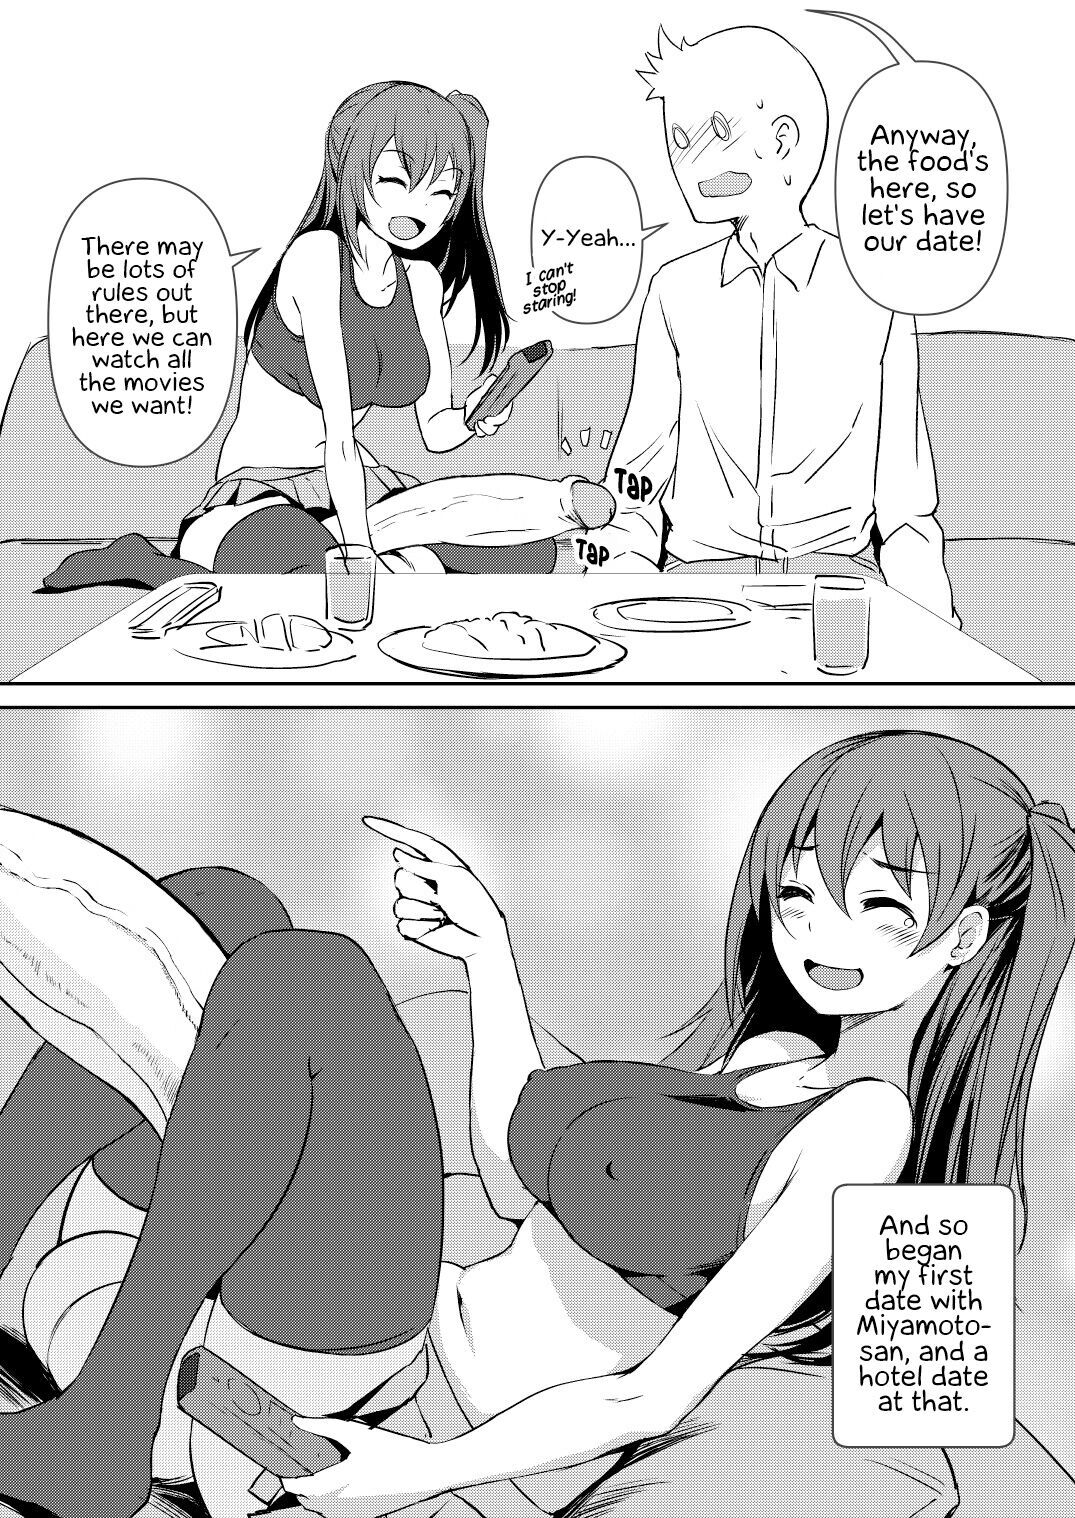 Anyway,
the food's
here, so
let's have
our date!
Y-Yeah...
I can't
stop
staring!
There may
be lots of
rules out
there, but
here we can
watch all
the movies
we want!
TAP
TAP
And so
began
my first
date with
Miyamoto-
san, and a
hotel date
at that.